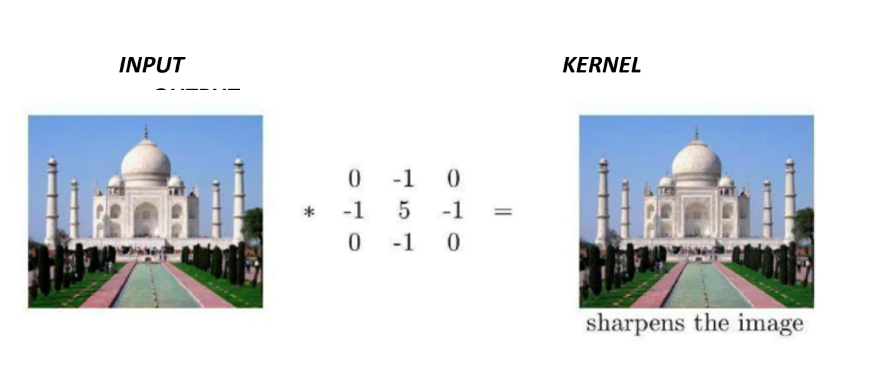 INPUT KERNEL
0 -1 0
* -1 5 -1 =
0 -1 0
sharpens the image